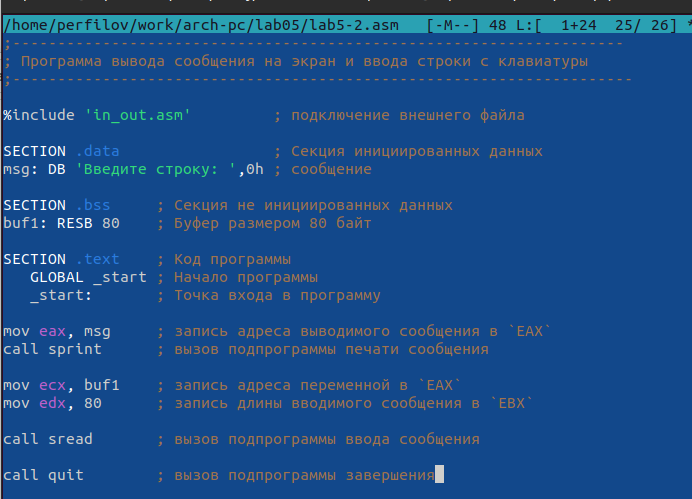 /home/perfilov/work/arch-pc/lab05/lab5-2.asm   [-M--] 48 L:[  1+24  25/ 26] *
;--------------------------------------------------------------------
; Программа вывода сообщения на экран и ввода строки с клавиатуры
;---------------------------------------------------------------------
%include 'in_out.asm'         ; подключение внешнего файла
SECTION .data                 ; Секция инициированных данных
msg: DB 'Введите строку: ',0h ; сообщение
SECTION .bss     ; Секция не инициированных данных
buf1: RESB 80    ; Буфер размером 80 байт
SECTION .text    ; Код программы
   GLOBAL _start ; Начало программы
   _start:       ; Точка входа в программу
mov eax, msg     ; запись адреса выводимого сообщения в `EAX`
call sprint      ; вызов подпрограммы печати сообщения
mov ecx, buf1    ; запись адреса переменной в `EAX`
mov edx, 80      ; запись длины вводимого сообщения в `EBX`
call sread       ; вызов подпрограммы ввода сообщения
call quit        ; вызов подпрограммы завершения